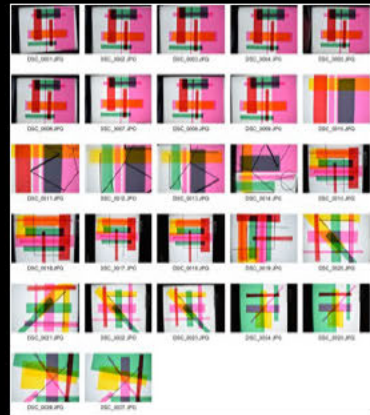 DSC_0001.JPG DSC_0002.JPG DSC_0003.JPG DSC_0004.JPG DSC_0005.JPG
DSC_0006.JPG DSC_0007.JPG DSC_0008.JPG DSC_0009.JPG DSC_0010.JPG
DSC_0011.JPG DSC_0012.JPG DSC_0013.JPG DSC_0014.JPG DSC_0015.JPG
DSC_0016.JPG DSC_0017.JPG DSC_0018.JPG DSC_0019.JPG DSC_0020.JPG
DSC_0021.JPG DSC_0022.JPG DSC_0023.JPG DSC_0024.JPG DSC_0025.JPG
DSC_0026.JPG DSC_0027.JPG